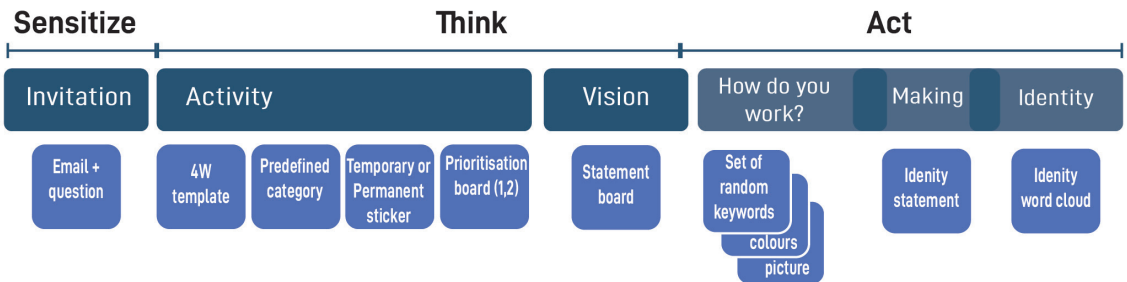 Sensitize
Think
Act
Invitation
Activity
Vision
How do you
work?
Making
Identity
Email +
question
4W
template
Predefined
category
Temporary or
Permanent
sticker
Prioritisation
board (1,2)
Statement
board
Set of
random
keywords
colours
picture
Idenity
statement
Idenity
word cloud